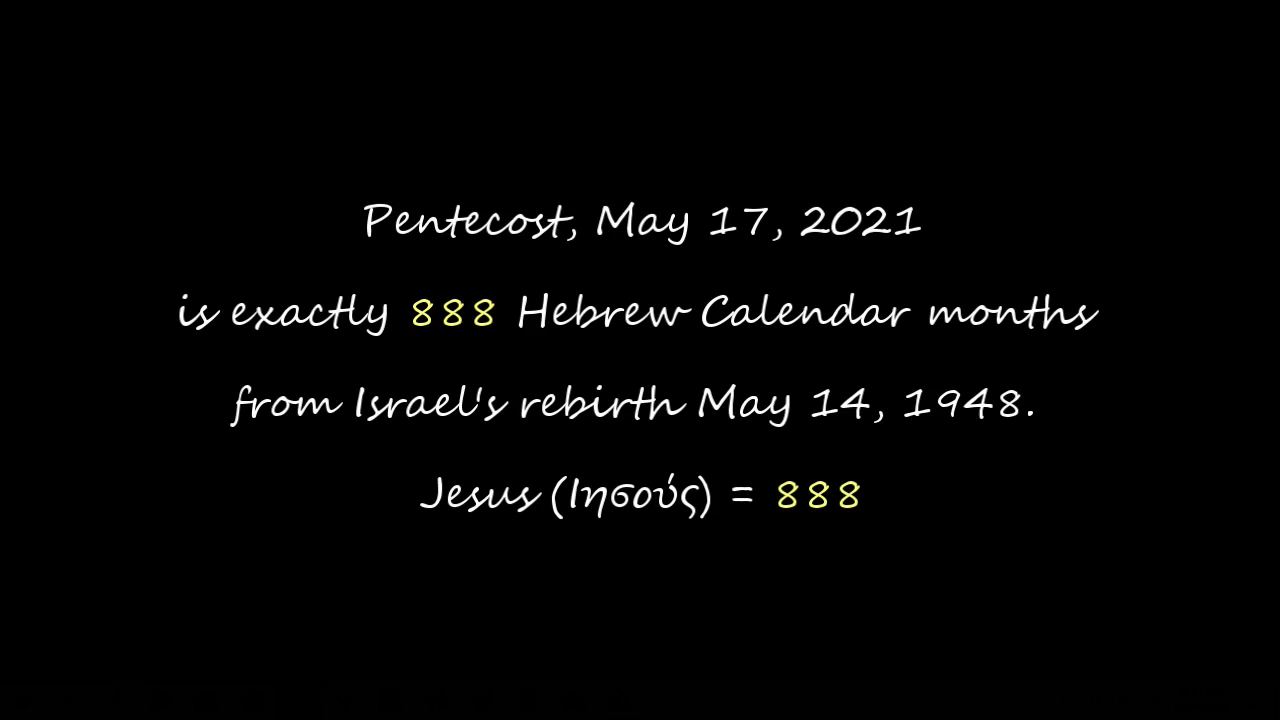 Pentecost, May 17, 2021
is exactly 888 Hebrew Calendar months
from Israel's rebirth May 14, 1948.
Jesus (Ιησούς) = 888